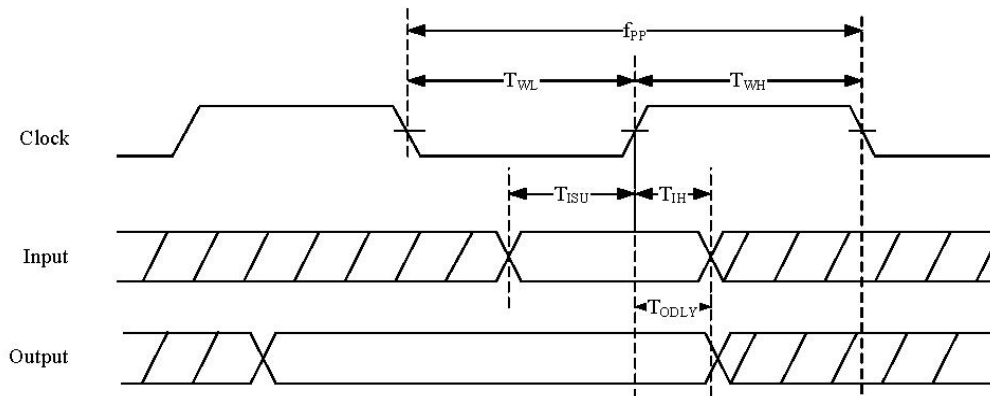 fPP
TWL
TWH
Clock
TISU
TIH
Input
TODLY
Output